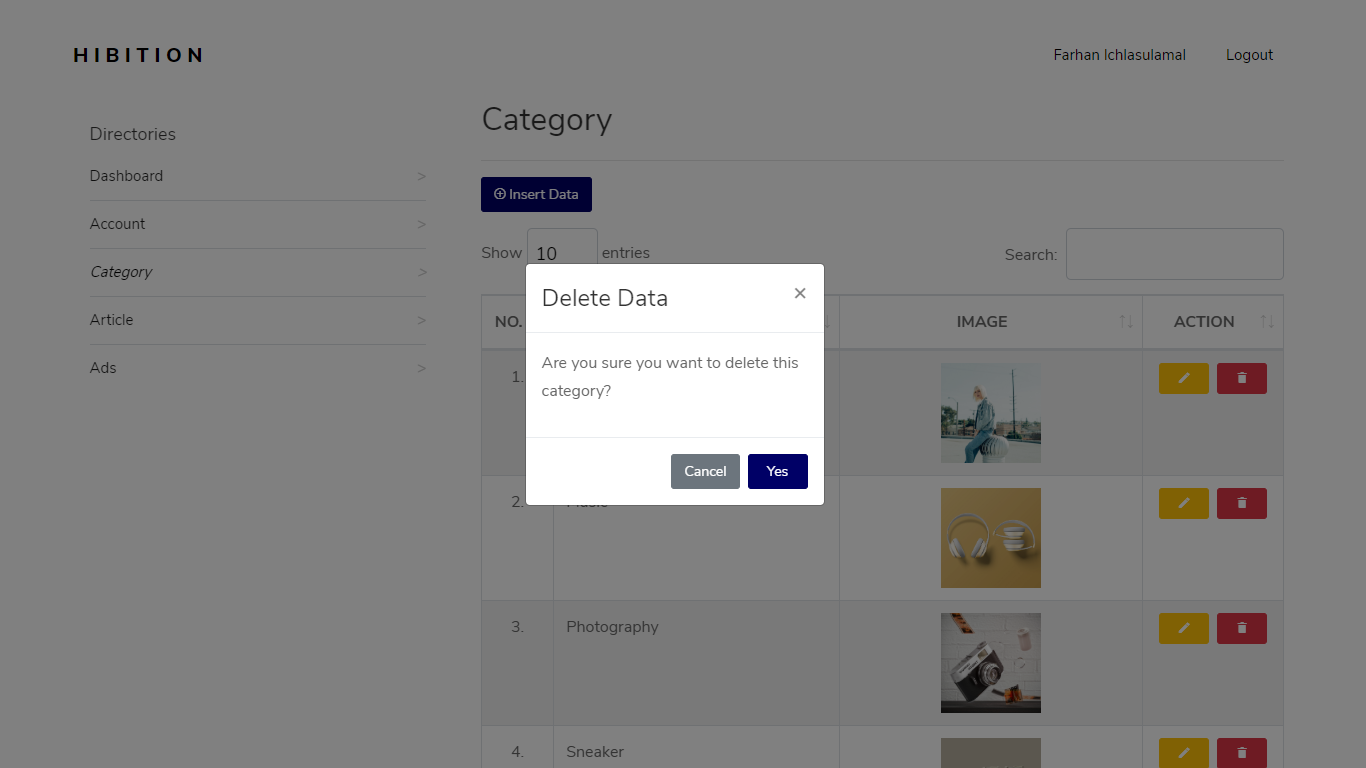 HIBITION
Farhan Ichlasulamal
Logout
Directories
Dashboard >
Account >
Category >
Article >
Ads >
Category
Insert Data
Show 10 entries
Search:
Delete Data ×
Are you sure you want to delete this
category?
Cancel Yes
NO. IMAGE ACTION
1.
2. Music
3. Photography
4. Sneaker